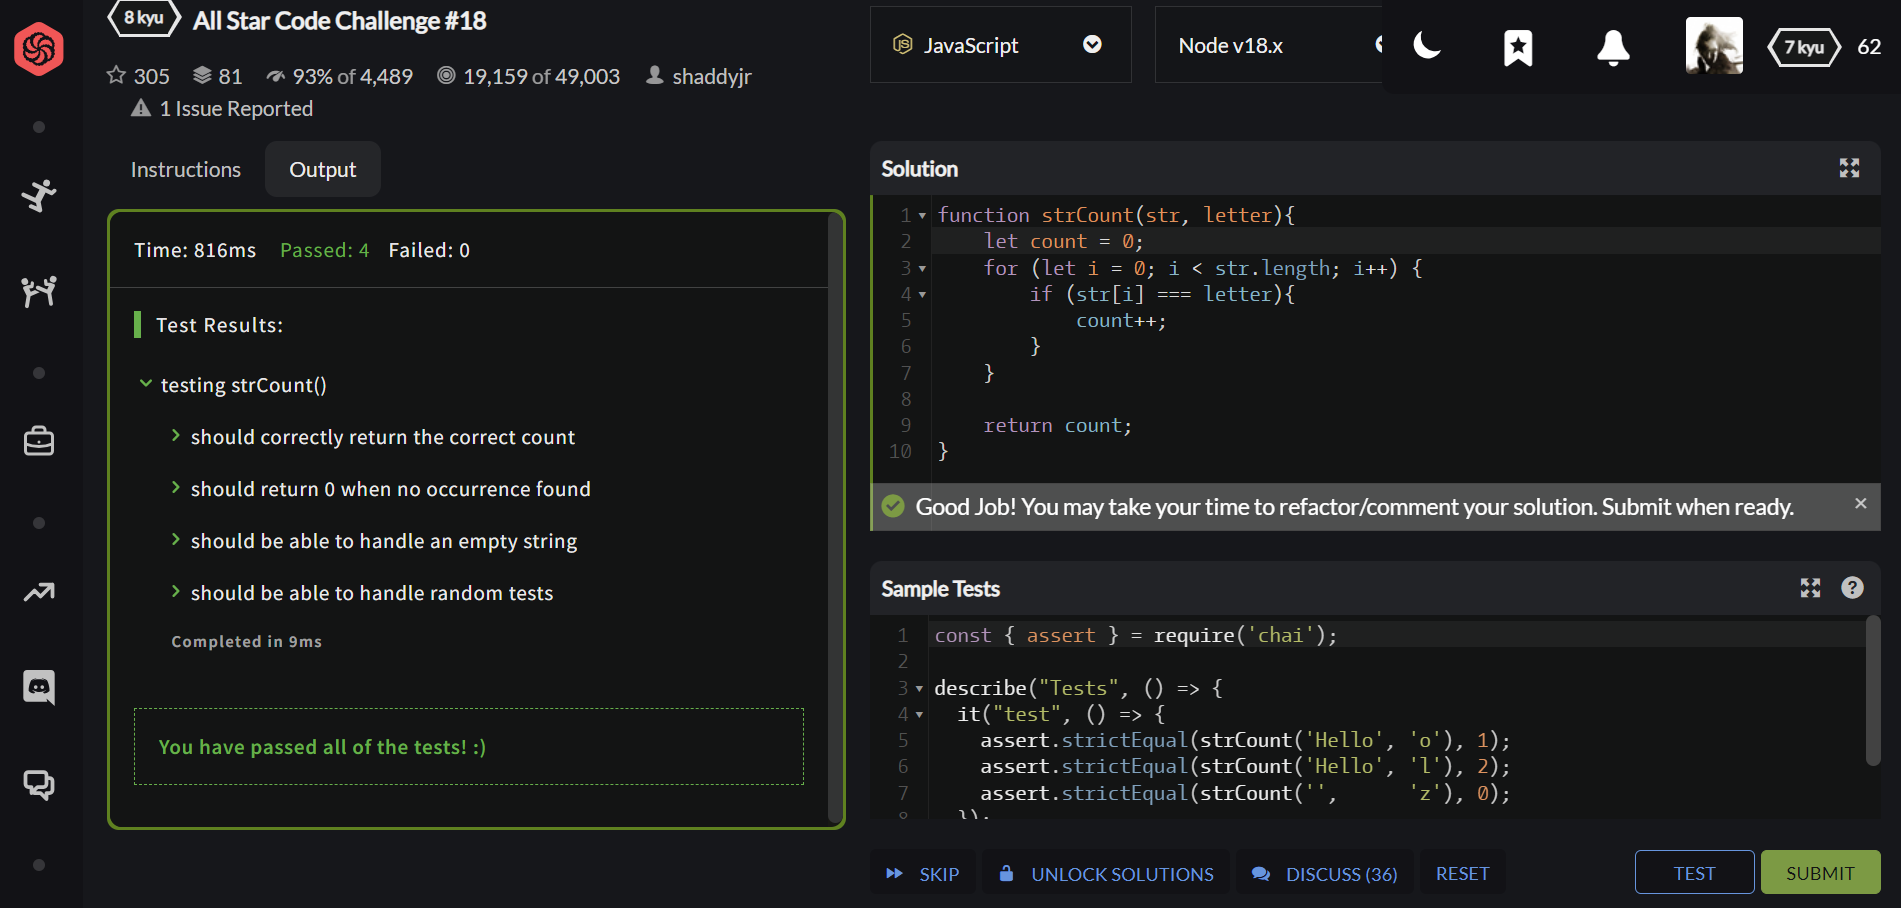 8 kyu All Star Code Challenge #18
305 81 93% of 4,489 19,159 of 49,003 shaddyjr
1 Issue Reported
JS JavaScript
Node v18.x
7 kyu 62
Instructions
Output
Time: 816ms Passed: 4 Failed: 0
Test Results:
testing strCount()
should correctly return the correct count
should return 0 when no occurrence found
should be able to handle an empty string
should be able to handle random tests
Completed in 9ms
You have passed all of the tests! :)
Solution
1 function strCount(str, letter){
2 let count = 0;
3 for (let i = 0; i < str.length; i++) {
4 if (str[i] === letter){
5 count++;
6 }
7 }
8
9 return count;
10 }
Good Job! You may take your time to refactor/comment your solution. Submit when ready. ×
Sample Tests
?
1 const { assert } = require('chai');
2
3 describe("Tests", () => {
4 it("test", () => {
5 assert.strictEqual(strCount('Hello', 'o'), 1);
6 assert.strictEqual(strCount('Hello', 'l'), 2);
7 assert.strictEqual(strCount('', 'z'), 0);
8 });
SKIP
UNLOCK SOLUTIONS
DISCUSS (36)
RESET
TEST
SUBMIT